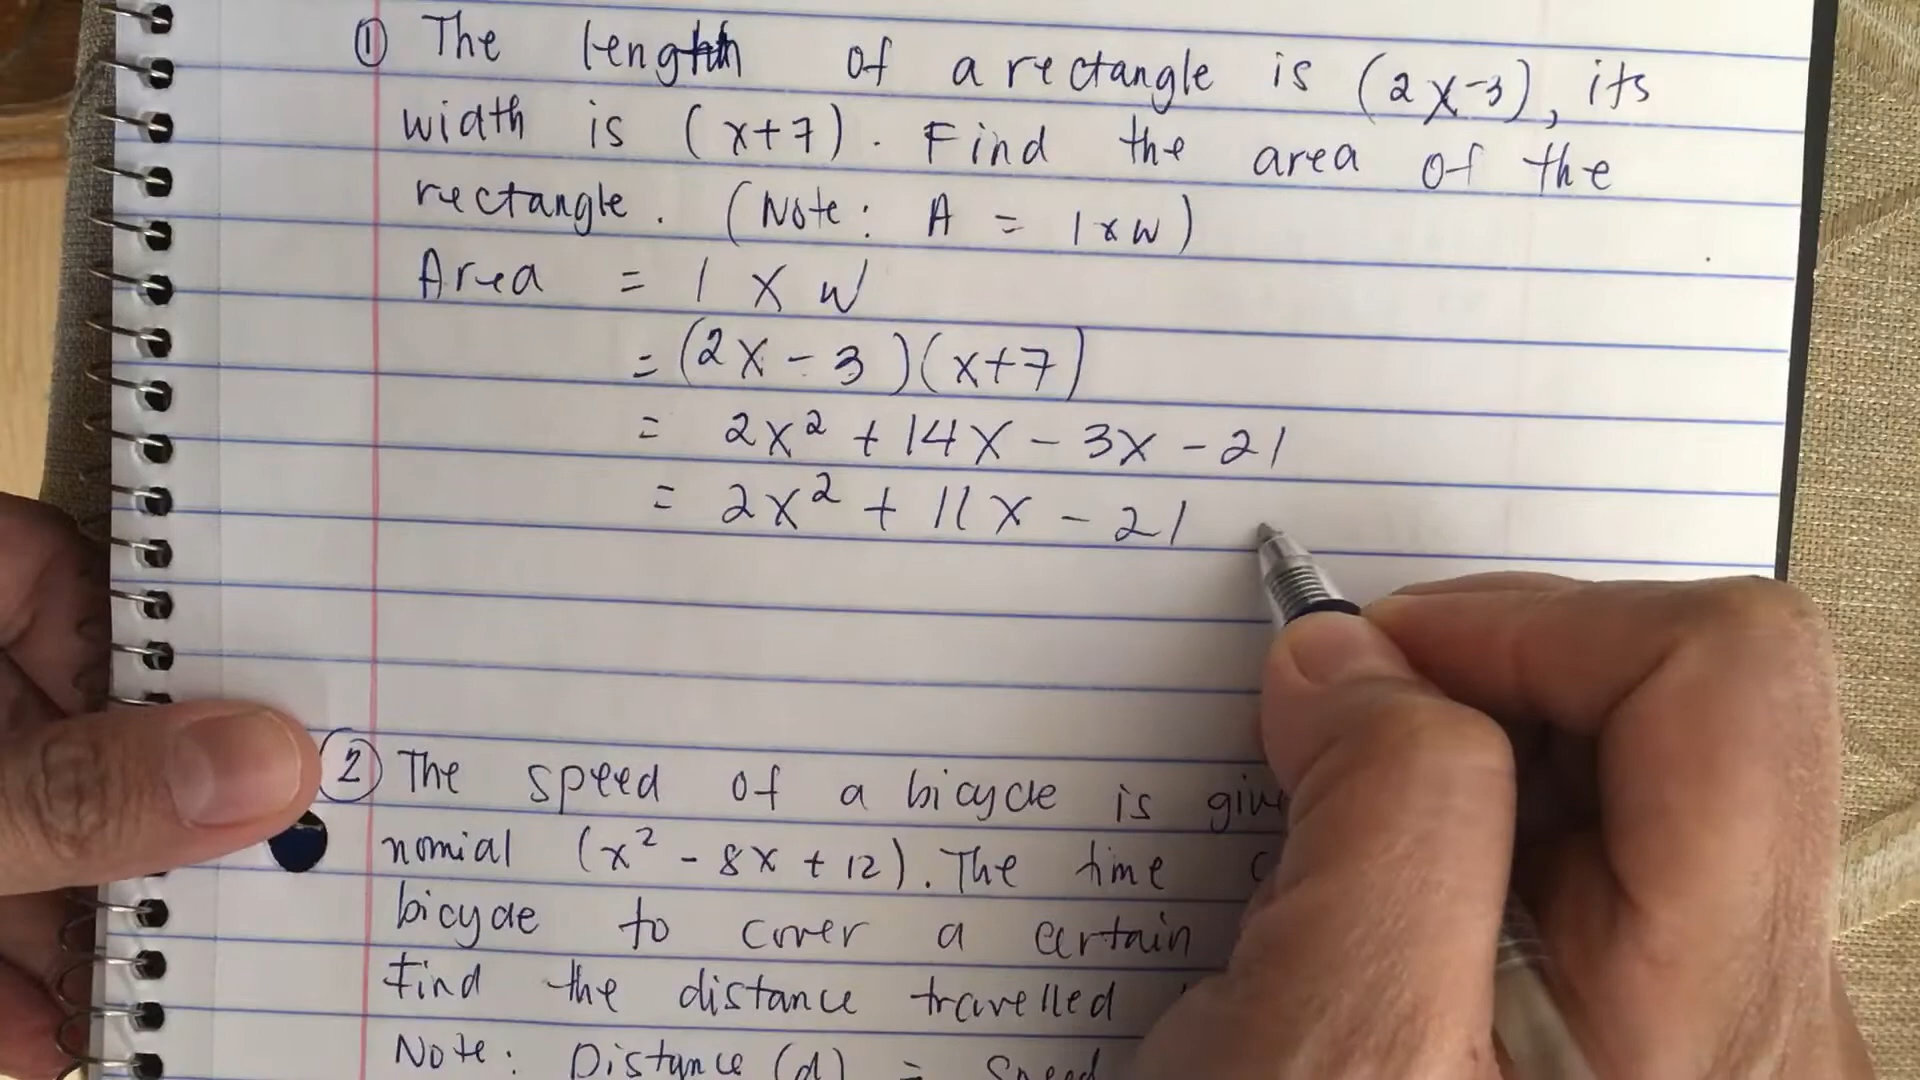 ① The length of a rectangle is (2x-3), its
width is (x+7). Find the area of the
rectangle. (Note: A = l x w)
Area = l x w
= (2x - 3)(x+7)
= 2x² + 14x - 3x - 21
= 2x² + 11x - 21
② The speed of a bicycle is
nomial (x² - 8x + 12). The time
bicycle to cover a certain
find the distance travelled
Note: Distance (d) = Speed